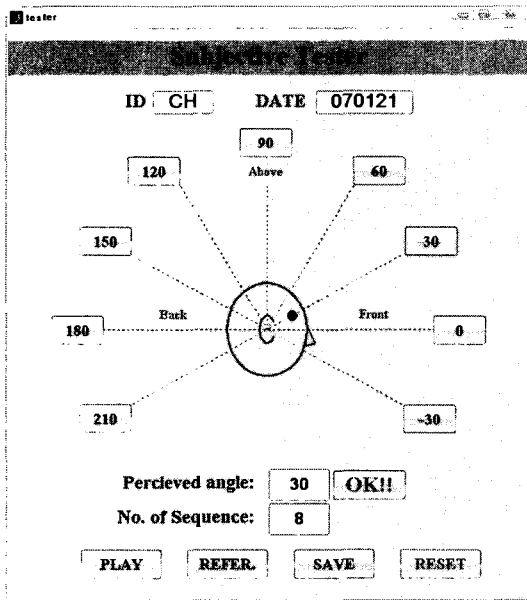 tester
Subjective Tester
ID CH DATE 070121
90
120 Above 60
150 30
Back Front
180 0
210 -30
Percieved angle: 30 OK!!
No. of Sequence: 8
PLAY REFER. SAVE RESET